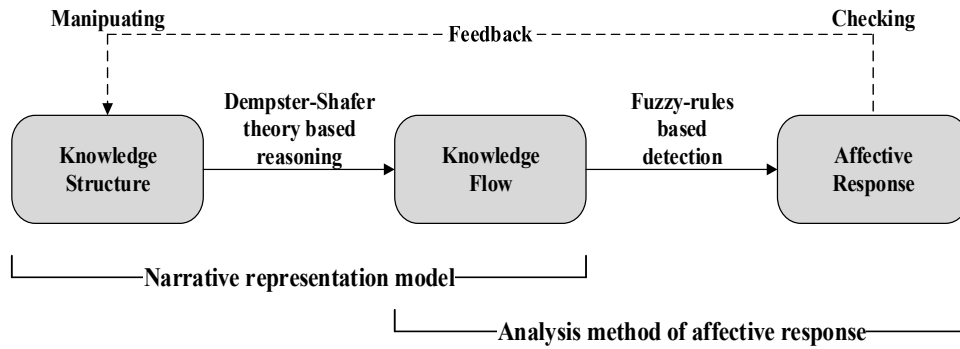 Manipuating
Checking
Feedback
Dempster-Shafer
theory based
reasoning
Fuzzy-rules
based
detection
Knowledge
Structure
Knowledge
Flow
Affective
Response
Narrative representation model
Analysis method of affective response